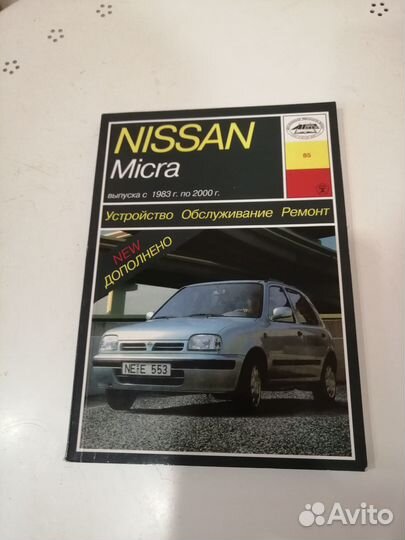 NISSAN
Micra
85
выпуска с 1983 г. по 2000 г.
Устройство Обслуживание Ремонт
NEW
ДОПОЛНЕНО
NE·E 553
Avito